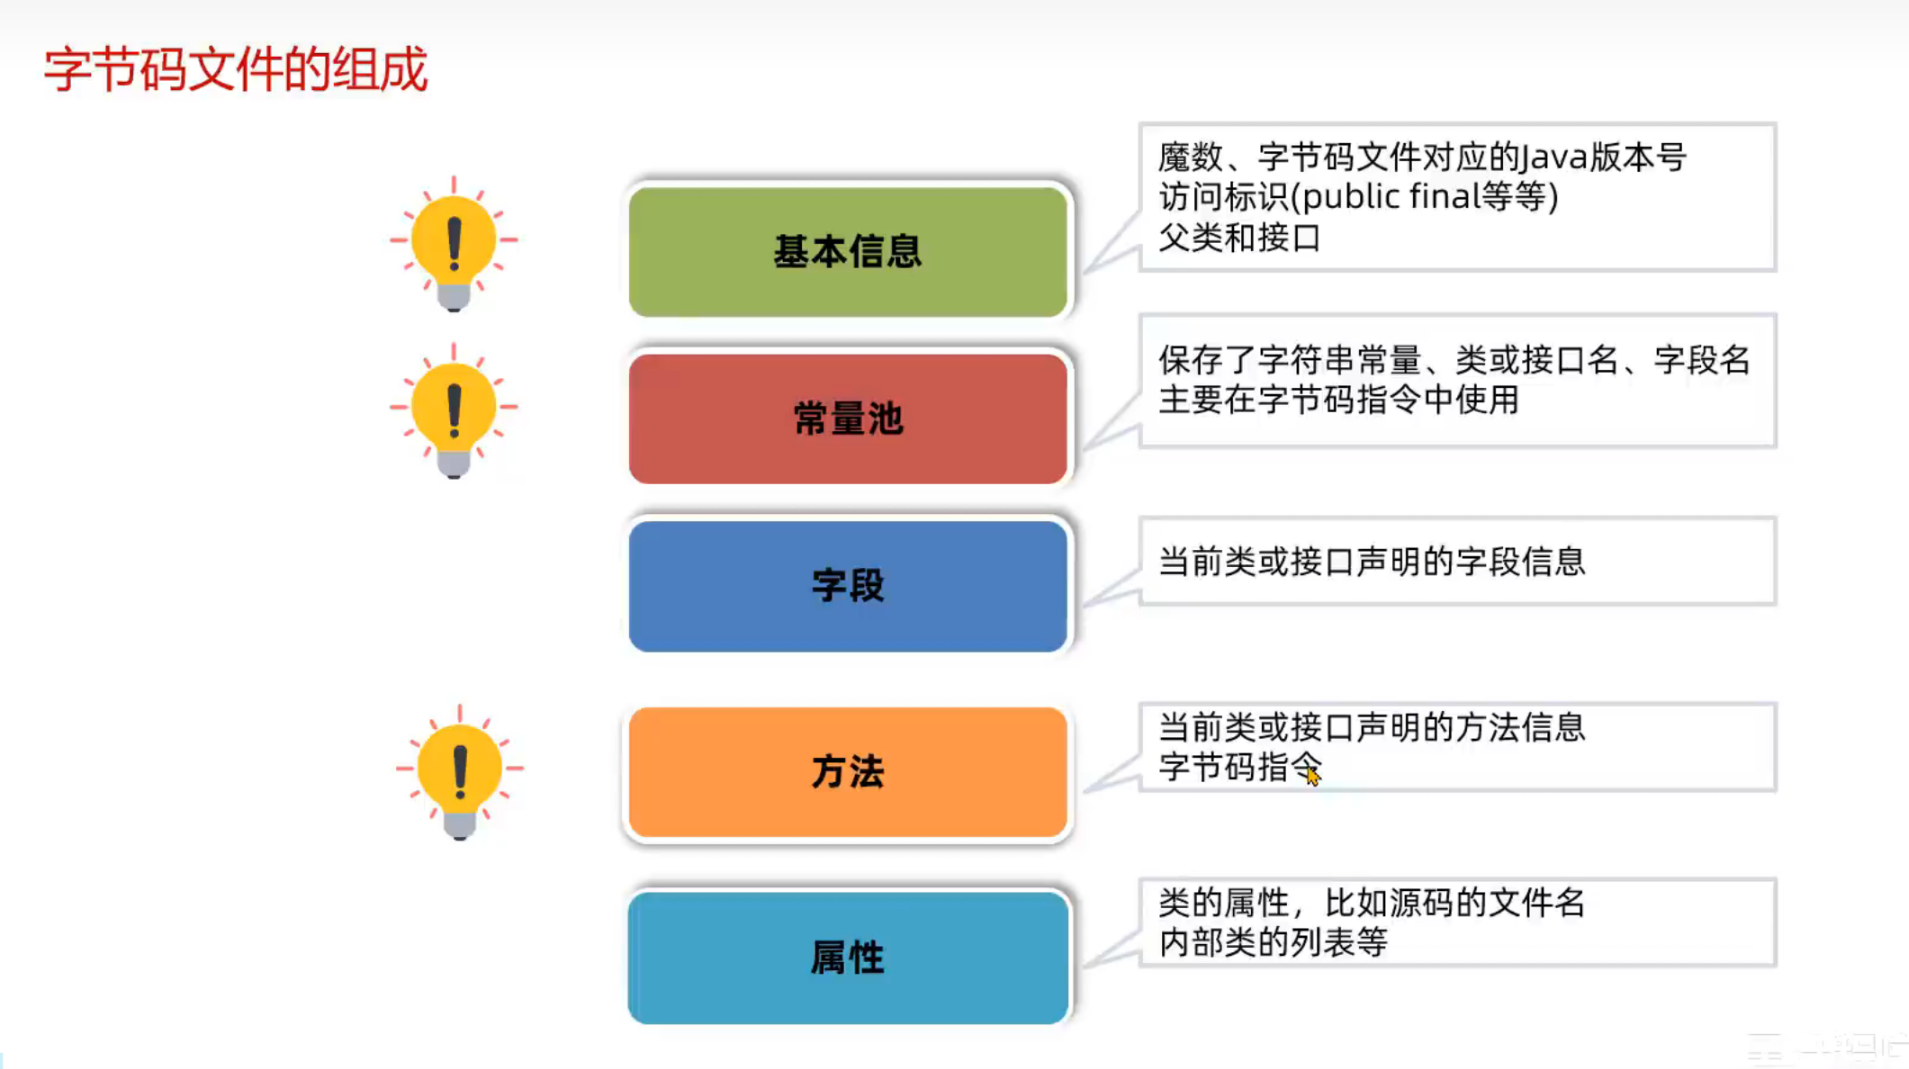 字节码文件的组成
基本信息
魔数、字节码文件对应的Java版本号
访问标识(public final等等)
父类和接口
常量池
保存了字符串常量、类或接口名、字段名
主要在字节码指令中使用
字段
当前类或接口声明的字段信息
方法
当前类或接口声明的方法信息
字节码指令
属性
类的属性，比如源码的文件名
内部类的列表等